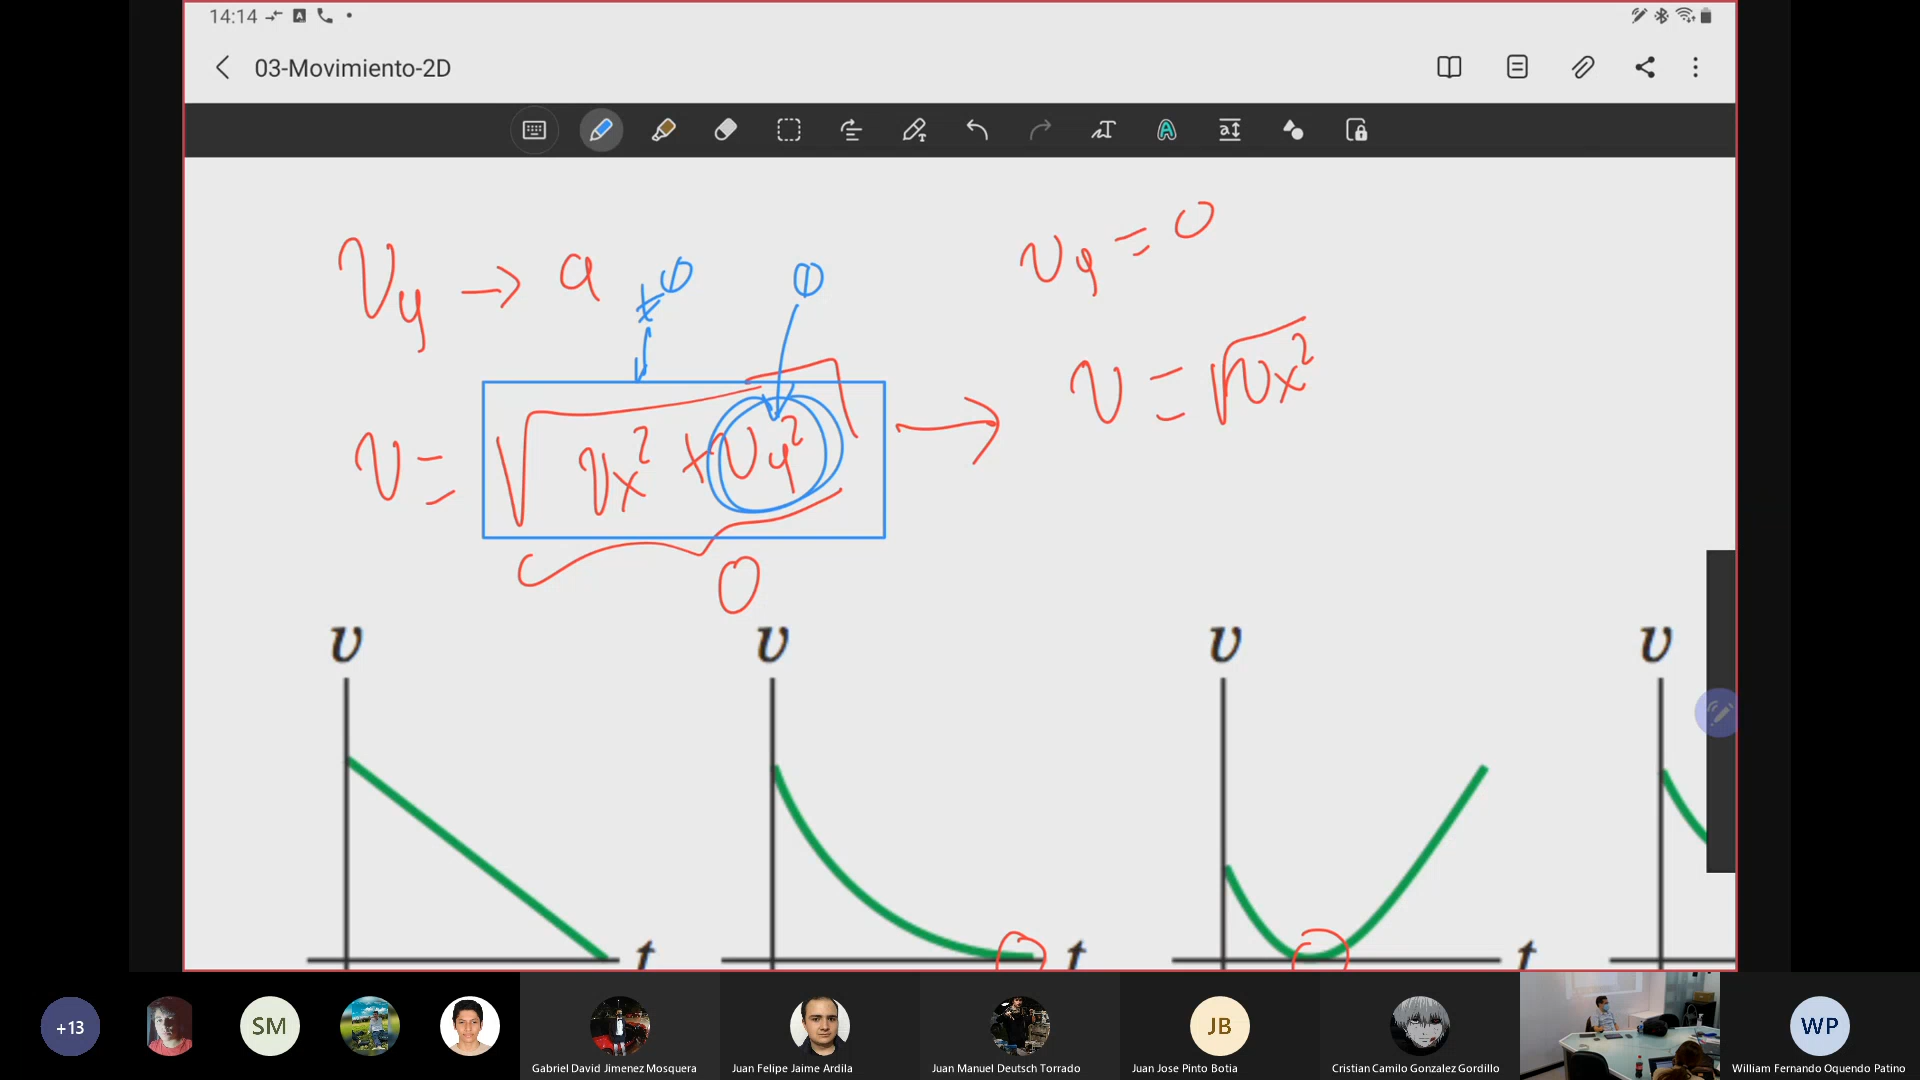 14:14
03-Movimiento-2D
Vy → a
vy = 0
V = √Vx² + Vy² → V = √Vx²
0
v v v v
t t t
+13
SM
JB
WP
Gabriel David Jimenez Mosquera
Juan Felipe Jaime Ardila
Juan Manuel Deutsch Torrado
Juan Jose Pinto Botia
Cristian Camilo Gonzalez Gordillo
William Fernando Oquendo Patino